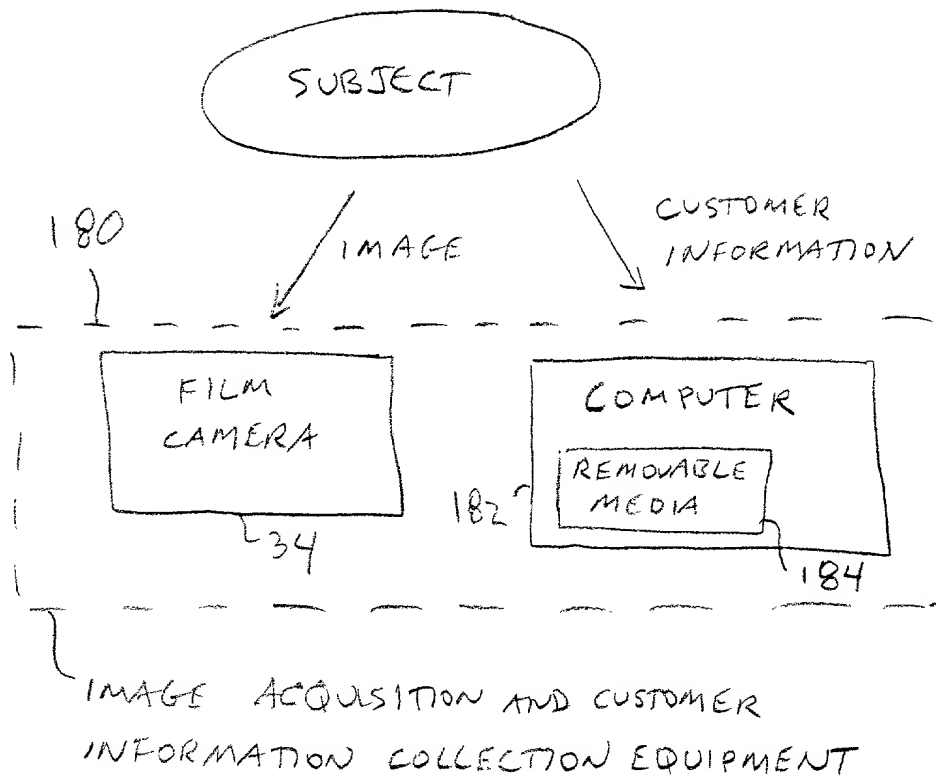 SUBJECT
180
IMAGE
CUSTOMER
INFORMATION
FILM
CAMERA
34
COMPUTER
REMOVABLE
MEDIA
182
184
IMAGE ACQUISITION AND CUSTOMER
INFORMATION COLLECTION EQUIPMENT